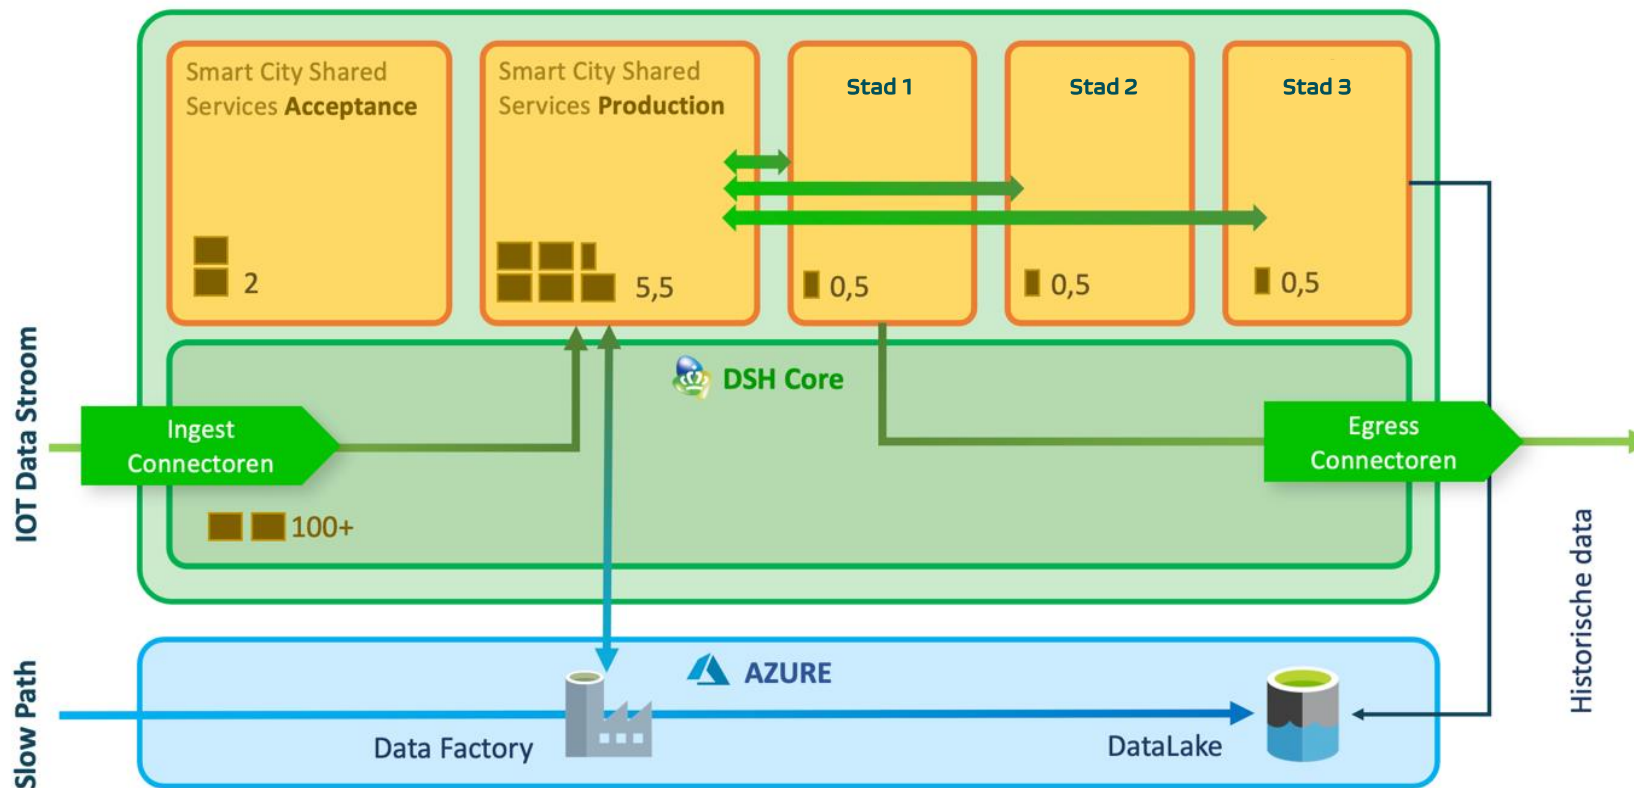 Smart City Shared
Services Acceptance
2
Smart City Shared
Services Production
5,5
Stad 1
0,5
Stad 2
0,5
Stad 3
0,5
IOT Data Stroom
DSH Core
Ingest
Connectoren
Egress
Connectoren
100+
Historische data
Slow Path
AZURE
Data Factory
DataLake